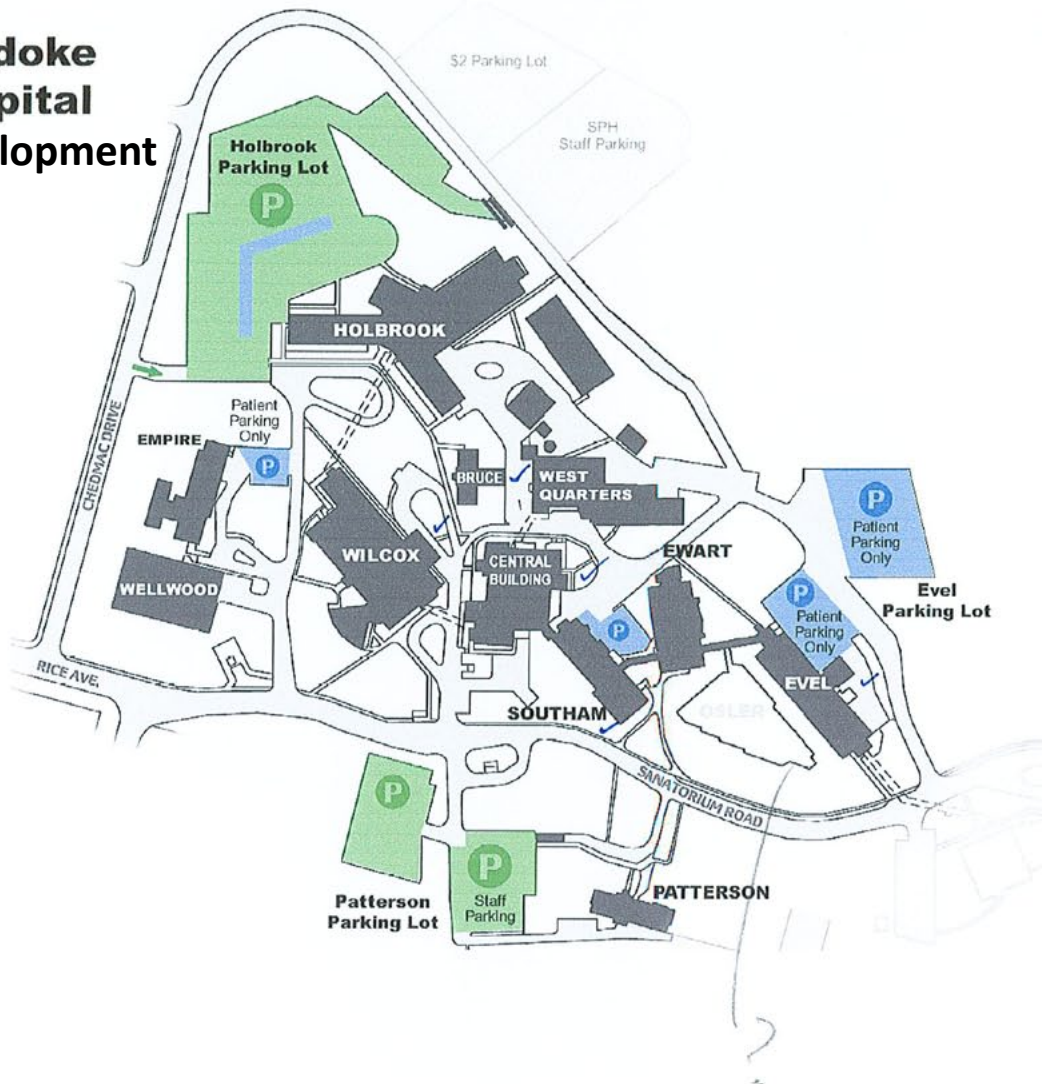 doke
pital
lopment
$2 Parking Lot
SPH
Staff Parking
Holbrook
Parking Lot
P
HOLBROOK
CHEDMAC DRIVE
Patient
Parking
Only
P
EMPIRE
BRUCE
WEST
QUARTERS
P
Patient
Parking
Only
Evel
Parking Lot
WILCOX
CENTRAL
BUILDING
EWART
WELLWOOD
P
P
Patient
Parking
Only
RICE AVE.
EVEL
SOUTHAM
OSLER
SANATORIUM ROAD
P
Patterson
Parking Lot
P
Staff
Parking
PATTERSON